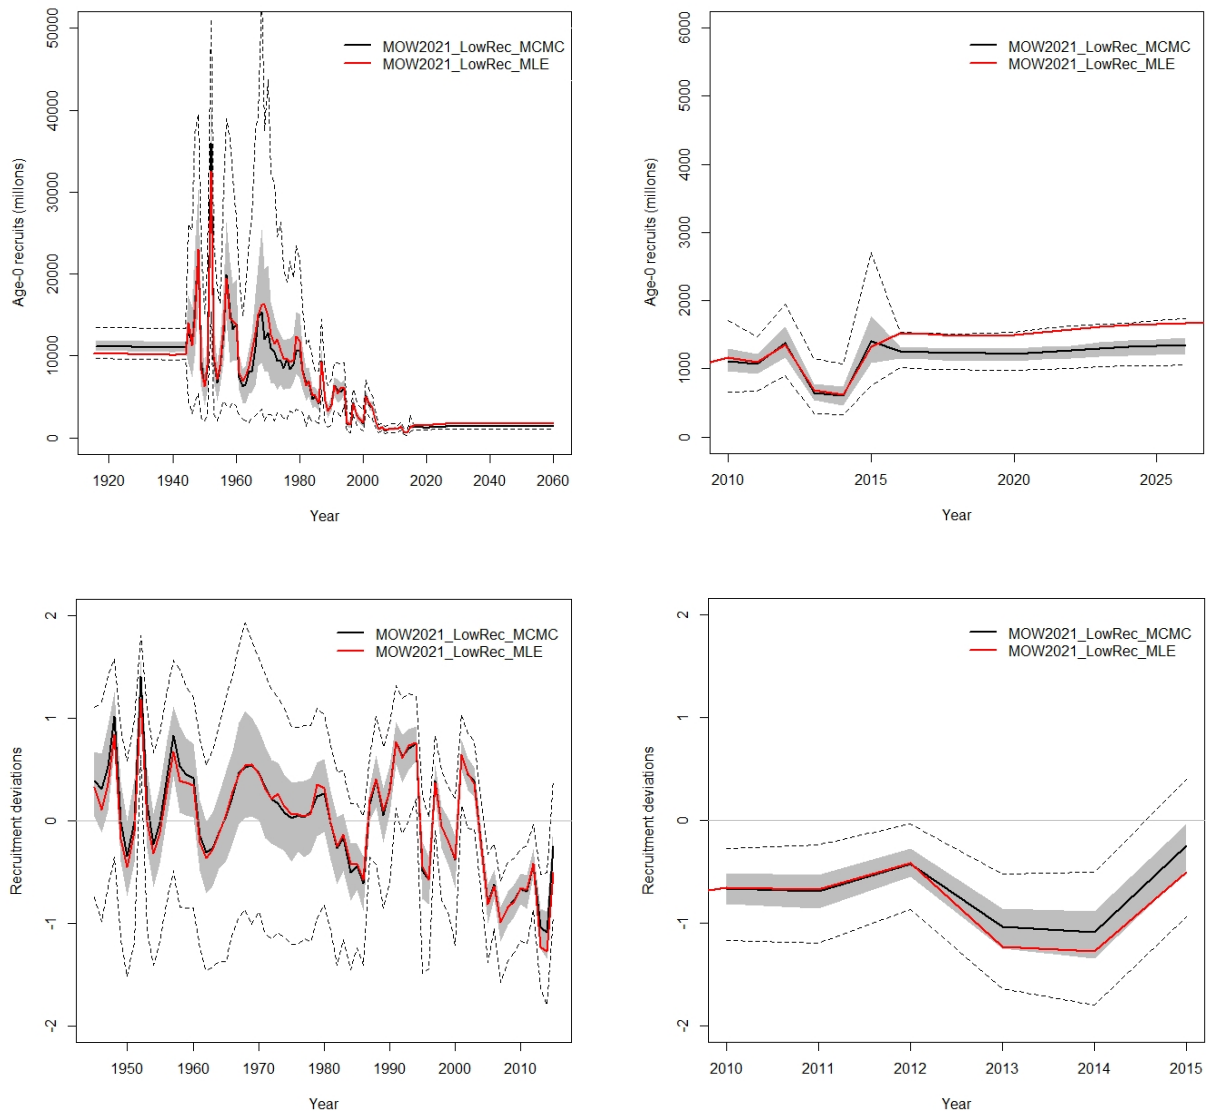 MOW2021_LowRec_MCMC
MOW2021_LowRec_MLE
Age-0 recruits (millons)
0
10000
20000
30000
40000
50000
1920 1940 1960 1980 2000 2020 2040 2060
Year
MOW2021_LowRec_MCMC
MOW2021_LowRec_MLE
Age-0 recruits (millons)
0
1000
2000
3000
4000
5000
6000
2010 2015 2020 2025
Year
MOW2021_LowRec_MCMC
MOW2021_LowRec_MLE
Recruitment deviations
-2
-1
0
1
2
1950 1960 1970 1980 1990 2000 2010
Year
MOW2021_LowRec_MCMC
MOW2021_LowRec_MLE
Recruitment deviations
-2
-1
0
1
2
2010 2011 2012 2013 2014 2015
Year